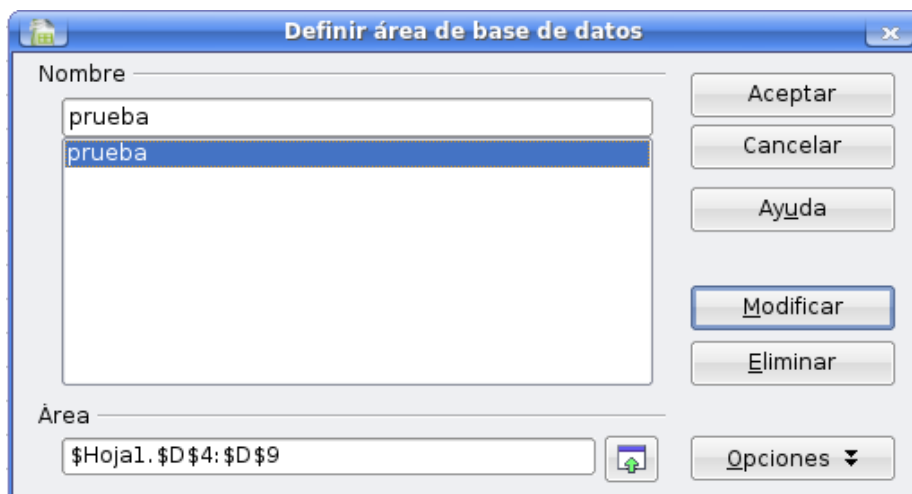 Definir área de base de datos
Nombre
prueba
prueba
Aceptar
Cancelar
Ayuda
Modificar
Eliminar
Área
$Hoja1.$D$4:$D$9
Opciones